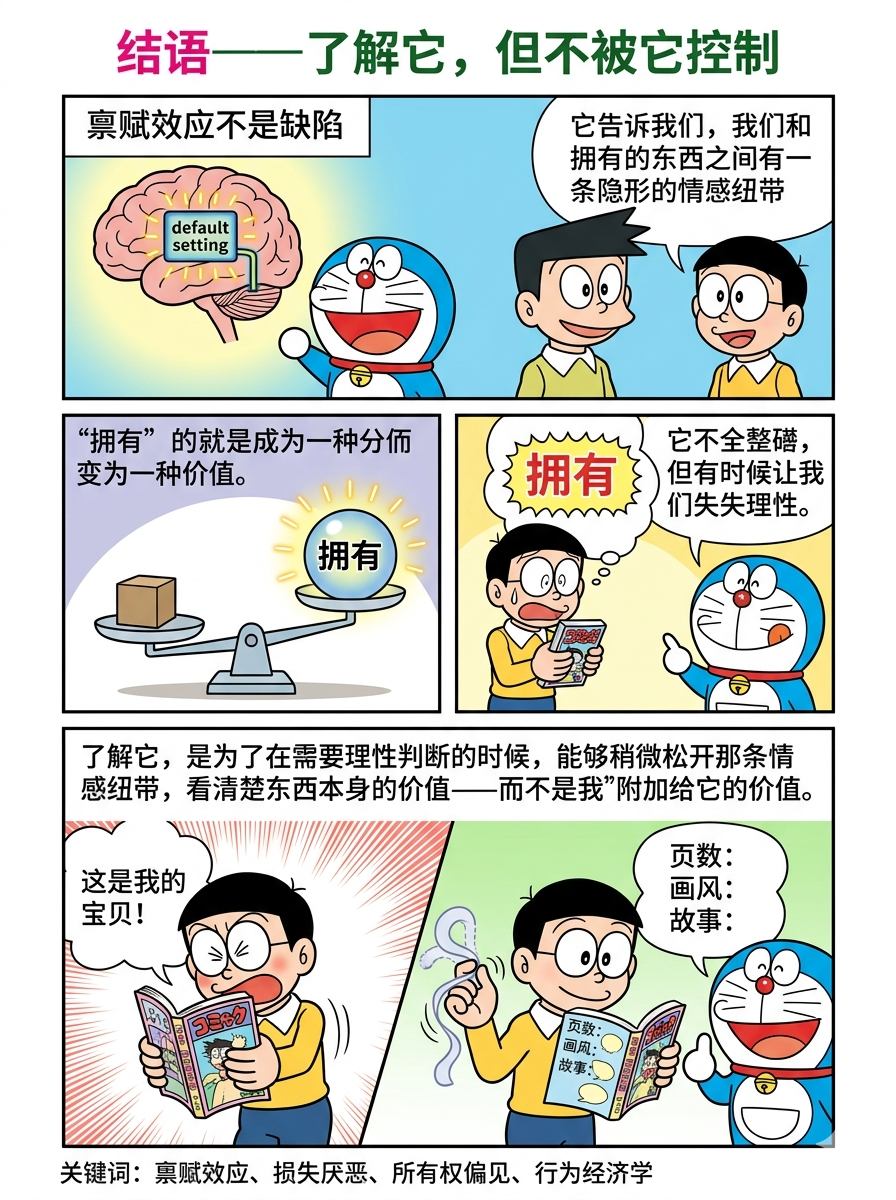 结语——了解它，但不被它控制
禀赋效应不是缺陷
default
setting
它告诉我们，我们和
拥有的东西之间有一
条隐形的情感纽带
“拥有”的就是成为一种分侕
变为一种价值。
拥有
拥有
它不全整礠，
但有时候让我
们失失理性。
了解它，是为了在需要理性判断的时候，能够稍微松开那条情
感纽带，看清楚东西本身的价值——而不是我”附加给它的价值。
这是我的
宝贝！
コミック
页数：
画风：
故事：
页数：
画风：
故事：
关键词：禀赋效应、损失厌恶、所有权偏见、行为经济学